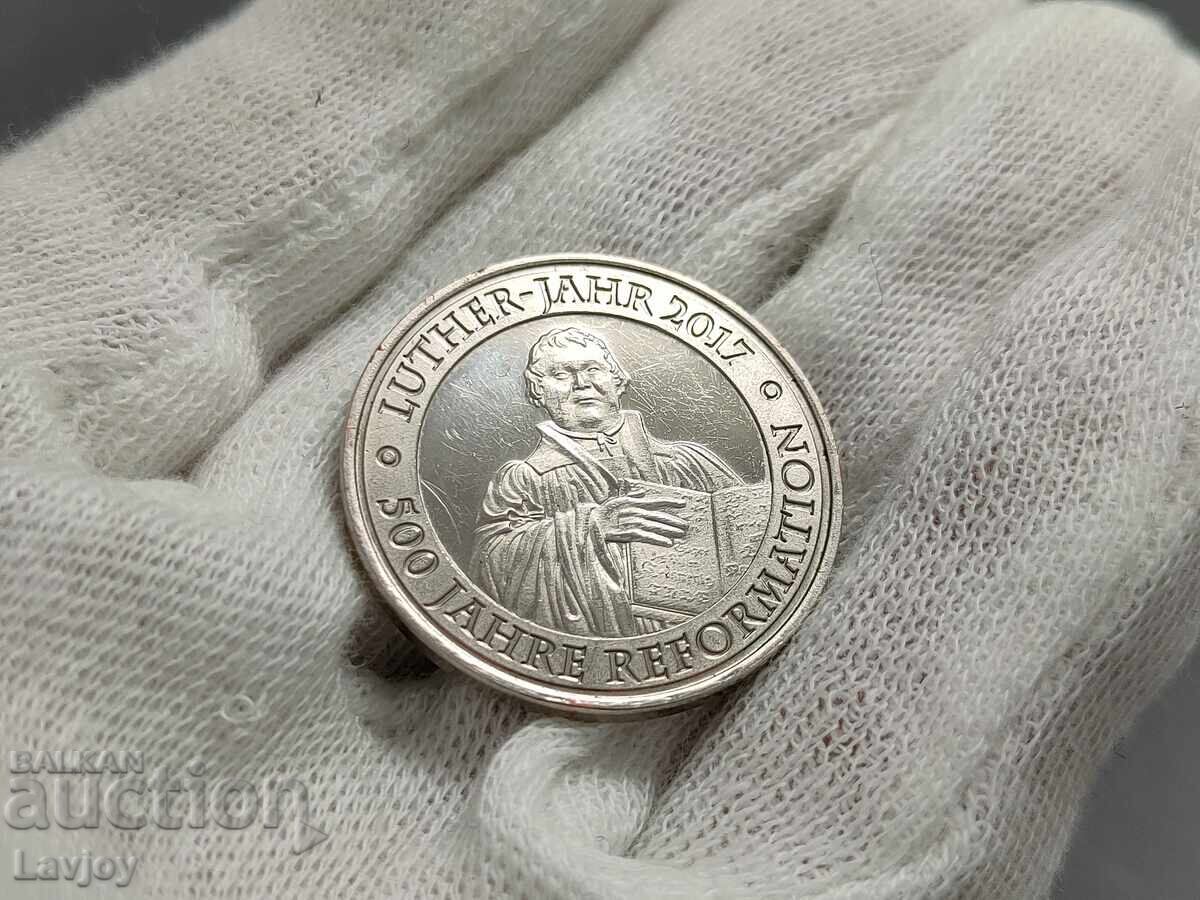 LUTHER-JAHR 2017
500 JAHRE REFORMATION
BALKAN
auction
Lavjoy